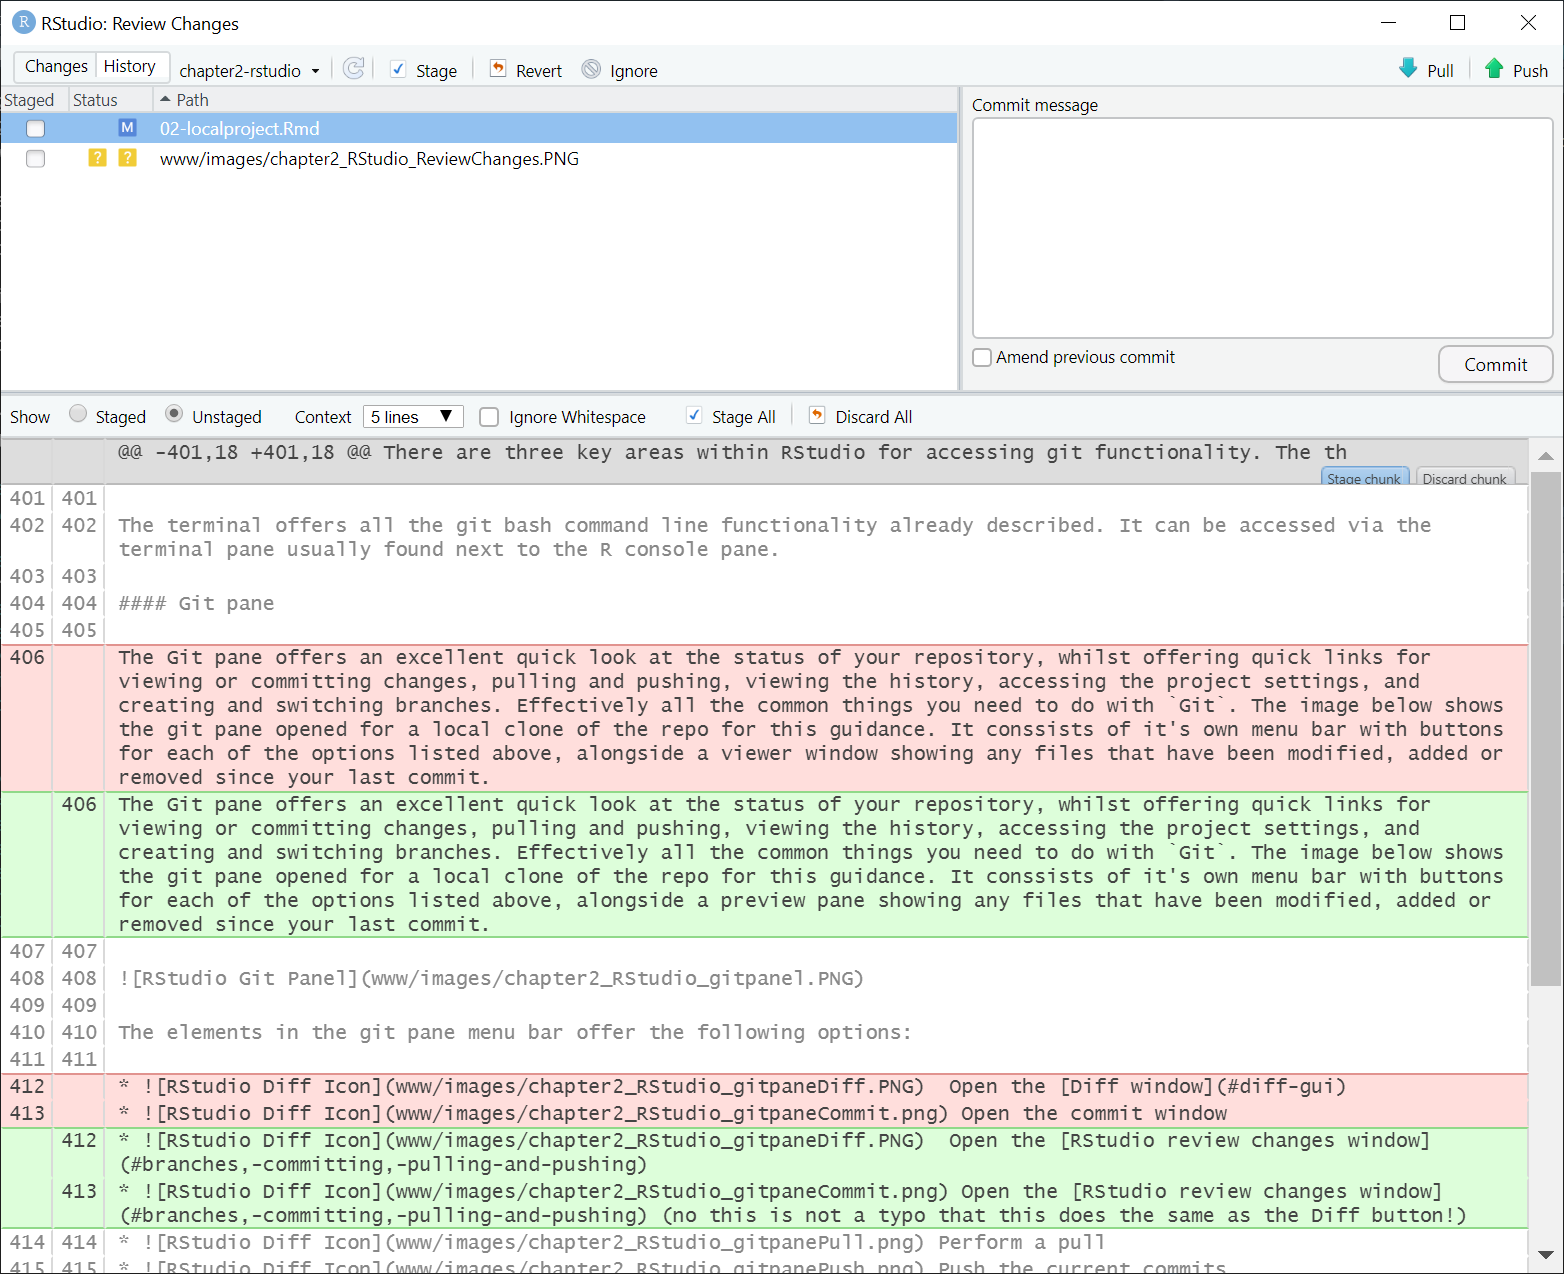 R RStudio: Review Changes
Changes History chapter2-rstudio Stage Revert Ignore Pull Push
Staged Status Path
Commit message
M 02-localproject.Rmd
? ? www/images/chapter2_RStudio_ReviewChanges.PNG
Amend previous commit
Commit
Show Staged Unstaged Context 5 lines Ignore Whitespace Stage All Discard All
@@ -401,18 +401,18 @@ There are three key areas within RStudio for accessing git functionality. The th
Stage chunk Discard chunk
401 401
402 402 The terminal offers all the git bash command line functionality already described. It can be accessed via the
terminal pane usually found next to the R console pane.
403 403
404 404 #### Git pane
405 405
406 The Git pane offers an excellent quick look at the status of your repository, whilst offering quick links for
viewing or committing changes, pulling and pushing, viewing the history, accessing the project settings, and
creating and switching branches. Effectively all the common things you need to do with `Git`. The image below shows
the git pane opened for a local clone of the repo for this guidance. It conssists of it's own menu bar with buttons
for each of the options listed above, alongside a viewer window showing any files that have been modified, added or
removed since your last commit.
406 The Git pane offers an excellent quick look at the status of your repository, whilst offering quick links for
viewing or committing changes, pulling and pushing, viewing the history, accessing the project settings, and
creating and switching branches. Effectively all the common things you need to do with `Git`. The image below shows
the git pane opened for a local clone of the repo for this guidance. It conssists of it's own menu bar with buttons
for each of the options listed above, alongside a preview pane showing any files that have been modified, added or
removed since your last commit.
407 407
408 408 ![RStudio Git Panel](www/images/chapter2_RStudio_gitpanel.PNG)
409 409
410 410 The elements in the git pane menu bar offer the following options:
411 411
412 * ![RStudio Diff Icon](www/images/chapter2_RStudio_gitpaneDiff.PNG)  Open the [Diff window](#diff-gui)
413 * ![RStudio Diff Icon](www/images/chapter2_RStudio_gitpaneCommit.png) Open the commit window
412 * ![RStudio Diff Icon](www/images/chapter2_RStudio_gitpaneDiff.PNG)  Open the [RStudio review changes window]
(#branches,-committing,-pulling-and-pushing)
413 * ![RStudio Diff Icon](www/images/chapter2_RStudio_gitpaneCommit.png) Open the [RStudio review changes window]
(#branches,-committing,-pulling-and-pushing) (no this is not a typo that this does the same as the Diff button!)
414 414 * ![RStudio Diff Icon](www/images/chapter2_RStudio_gitpanePull.png) Perform a pull
415 415 * ![RStudio Diff Icon](www/images/chapter2_RStudio_gitpanePush.png) Push the current commits